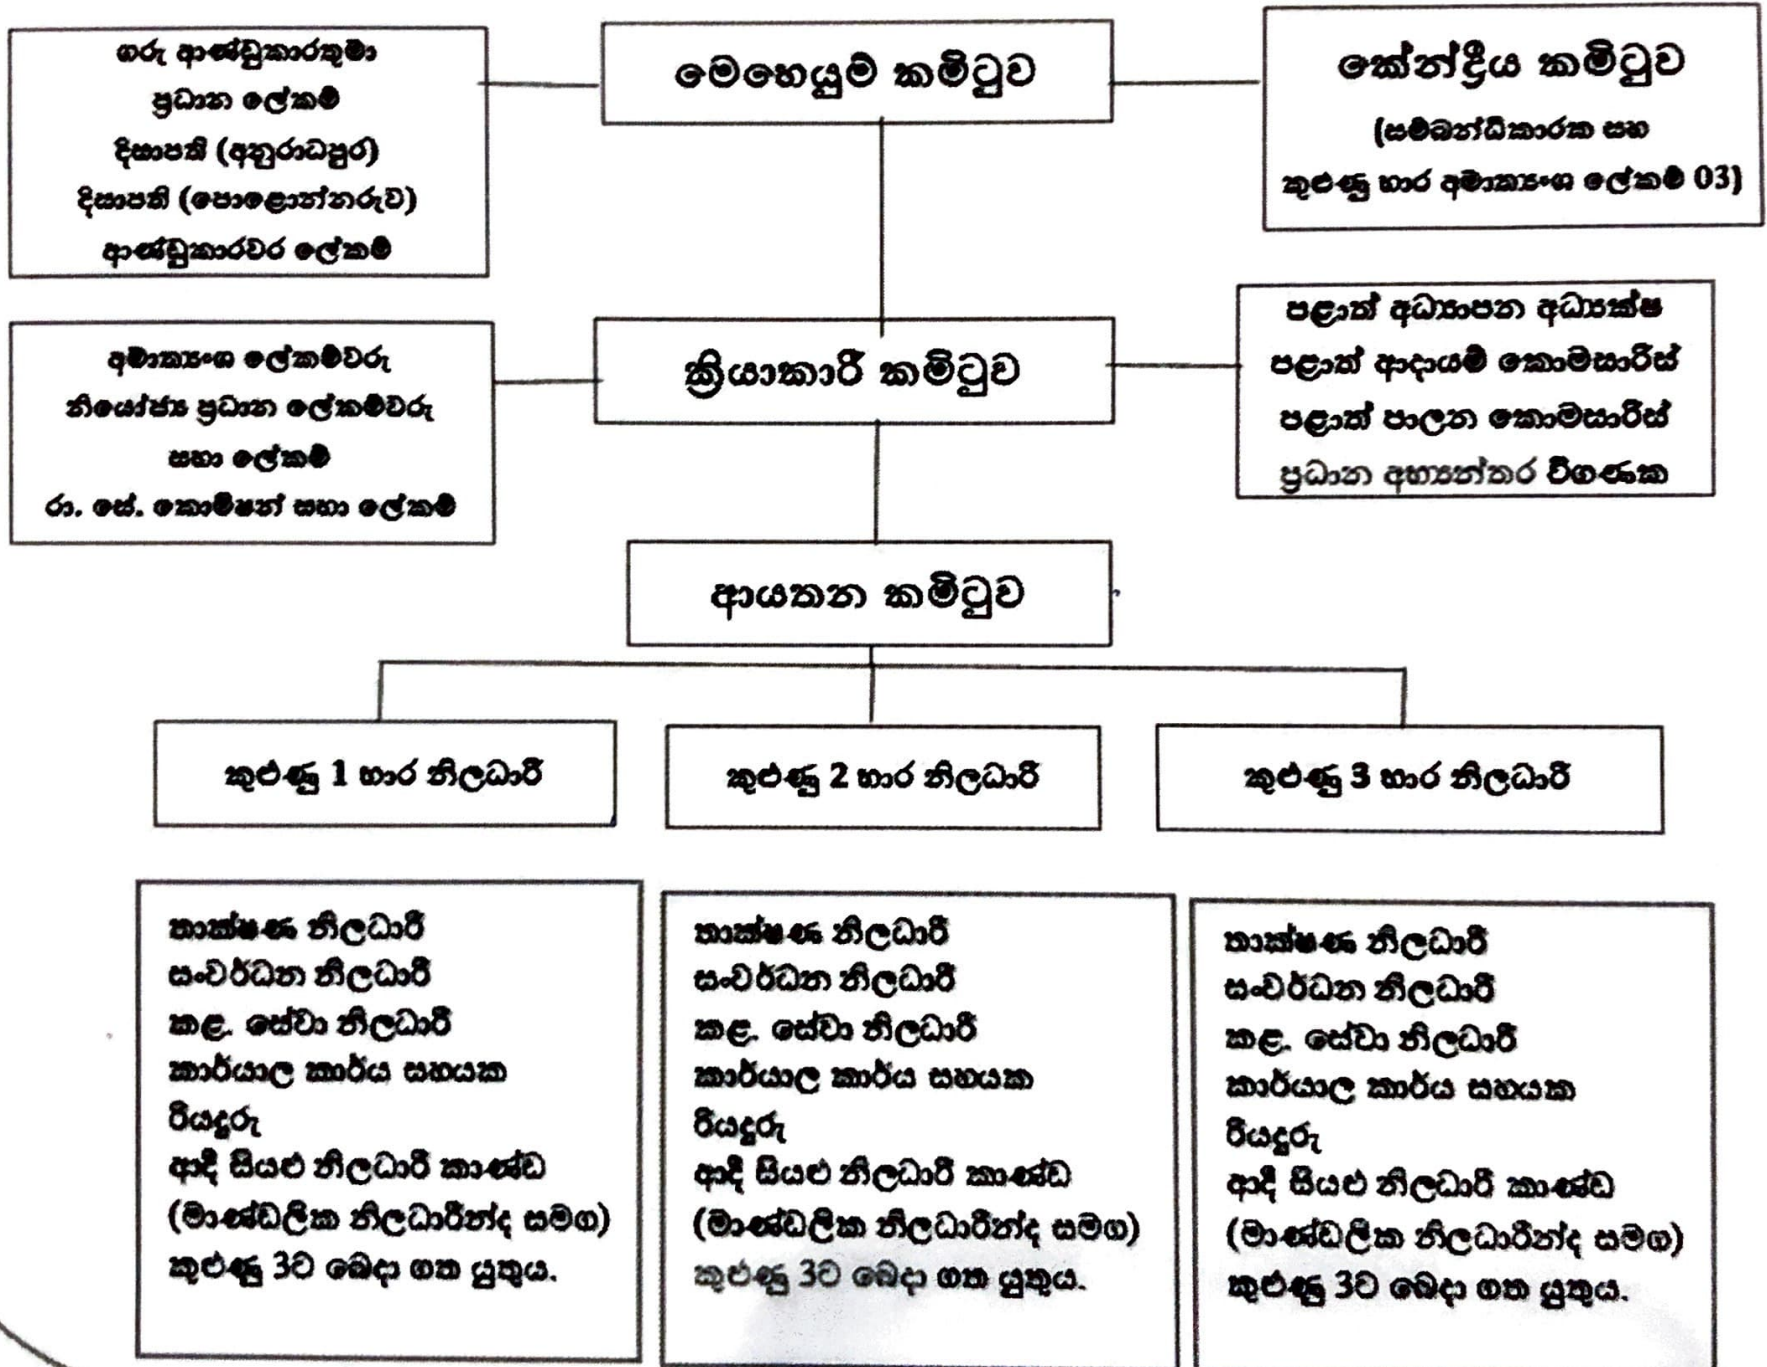 ගරු ආණ්ඩුකාරතුමා
ප්‍රධාන ලේකම්
දිසාපති (අනුරාධපුර)
දිසාපති (පොළොන්නරුව)
ආණ්ඩුකාරවර ලේකම්
මෙහෙයුම් කමිටුව
කේන්ද්‍රීය කමිටුව
(සම්බන්ධීකාරක සහ
කුළුණු භාර අමාත්‍යංශ ලේකම් 03)
අමාත්‍යංශ ලේකම්වරු
නියෝජ්‍ය ප්‍රධාන ලේකම්වරු
සභා ලේකම්
රා. සේ. කොමිෂන් සභා ලේකම්
ක්‍රියාකාරී කමිටුව
පළාත් අධ්‍යාපන අධ්‍යක්ෂ
පළාත් ආදායම් කොමසාරිස්
පළාත් පාලන කොමසාරිස්
ප්‍රධාන අභ්‍යන්තර විගණක
ආයතන කමිටුව
කුළුණු 1 භාර නිලධාරී
කුළුණු 2 භාර නිලධාරී
කුළුණු 3 භාර නිලධාරී
තාක්ෂණ නිලධාරී
සංවර්ධන නිලධාරී
කළ. සේවා නිලධාරී
කාර්යාල කාර්ය සහයක
රියදුරු
ආදී සියළු නිලධාරී කාණ්ඩ
(මාණ්ඩලික නිලධාරීන්ද සමග)
කුළුණු 3ට බෙදා ගත යුතුය.
තාක්ෂණ නිලධාරී
සංවර්ධන නිලධාරී
කළ. සේවා නිලධාරී
කාර්යාල කාර්ය සහයක
රියදුරු
ආදී සියළු නිලධාරී කාණ්ඩ
(මාණ්ඩලික නිලධාරීන්ද සමග)
කුළුණු 3ට බෙදා ගත යුතුය.
තාක්ෂණ නිලධාරී
සංවර්ධන නිලධාරී
කළ. සේවා නිලධාරී
කාර්යාල කාර්ය සහයක
රියදුරු
ආදී සියළු නිලධාරී කාණ්ඩ
(මාණ්ඩලික නිලධාරීන්ද සමග)
කුළුණු 3ට බෙදා ගත යුතුය.